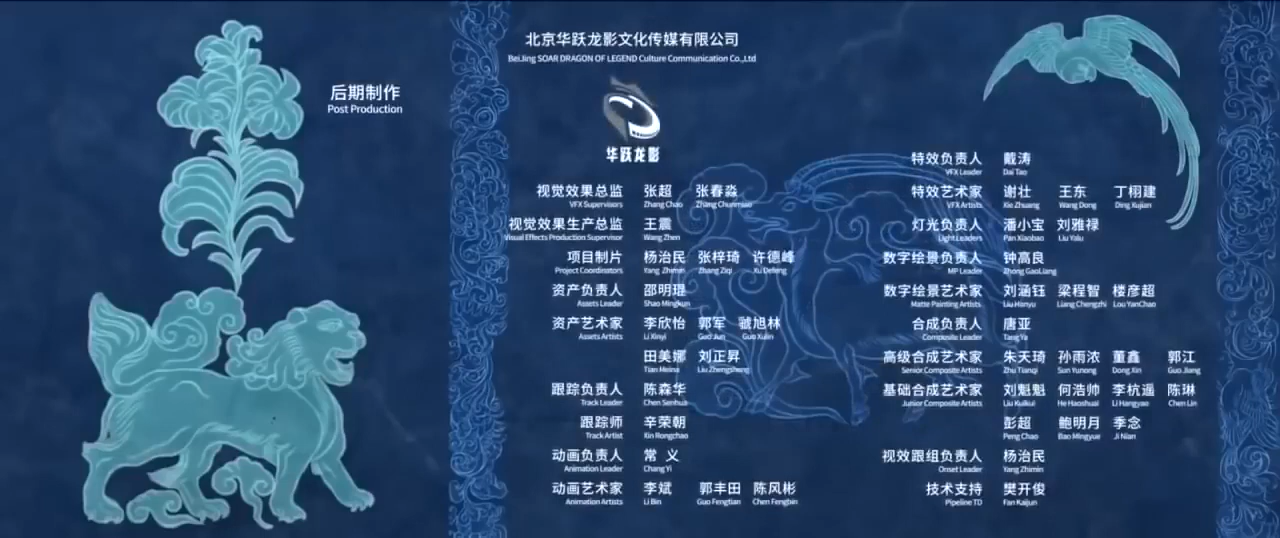 后期制作
Post Production
北京华跃龙影文化传媒有限公司
BeiJing SOAR DRAGON OF LEGEND Culture Communication Co.,Ltd
华跃龙影
视觉效果总监 张超 张春淼
VFX Supervisors Zhang Chao Zhang Chunmiao
视觉效果生产总监 王震
Visual Effects Production Supervisor Wang Zhen
项目制片 杨治民 张梓琦 许德峰
Project Coordinators Yang Zhimin Zhang Ziqi Xu Defeng
资产负责人 邵明琨
Assets Leader Shao Mingkun
资产艺术家 李欣怡 郭军 虢旭林
Assets Artists Li Xinyi Guo Jun Guo Xulin
田美娜 刘正昇
Tian Meina Liu Zhengsheng
跟踪负责人 陈森华
Track Leader Chen Senhua
跟踪师 辛荣朝
Track Artist Xin Rongchao
动画负责人 常 义
Animation Leader Chang Yi
动画艺术家 李斌 郭丰田 陈风彬
Animation Artists Li Bin Guo Fengtian Chen Fengbin
特效负责人 戴涛
VFX Leader Dai Tao
特效艺术家 谢壮 王东 丁栩建
VFX Artists Xie Zhuang Wang Dong Ding Xujian
灯光负责人 潘小宝 刘雅禄
Light Leaders Pan Xiaobao Liu Yalu
数字绘景负责人 钟高良
MP Leader Zhong GaoLiang
数字绘景艺术家 刘涵钰 梁程智 楼彦超
Matte Painting Artists Liu Hanyu Liang Chengzhi Lou YanChao
合成负责人 唐亚
Composite Leader Tang Ya
高级合成艺术家 朱天琦 孙雨浓 董鑫 郭江
Senior Composite Artists Zhu Tianqi Sun Yunong Dong Xin Guo Jiang
基础合成艺术家 刘魁魁 何浩帅 李杭遥 陈琳
Junior Composite Artists Liu Kuikui He Haoshuai Li Hangyao Chen Lin
彭超 鲍明月 季念
Peng Chao Bao Mingyue Ji Nian
视效跟组负责人 杨治民
Onset Leader Yang Zhimin
技术支持 樊开俊
Pipeline TD Fan Kaijun